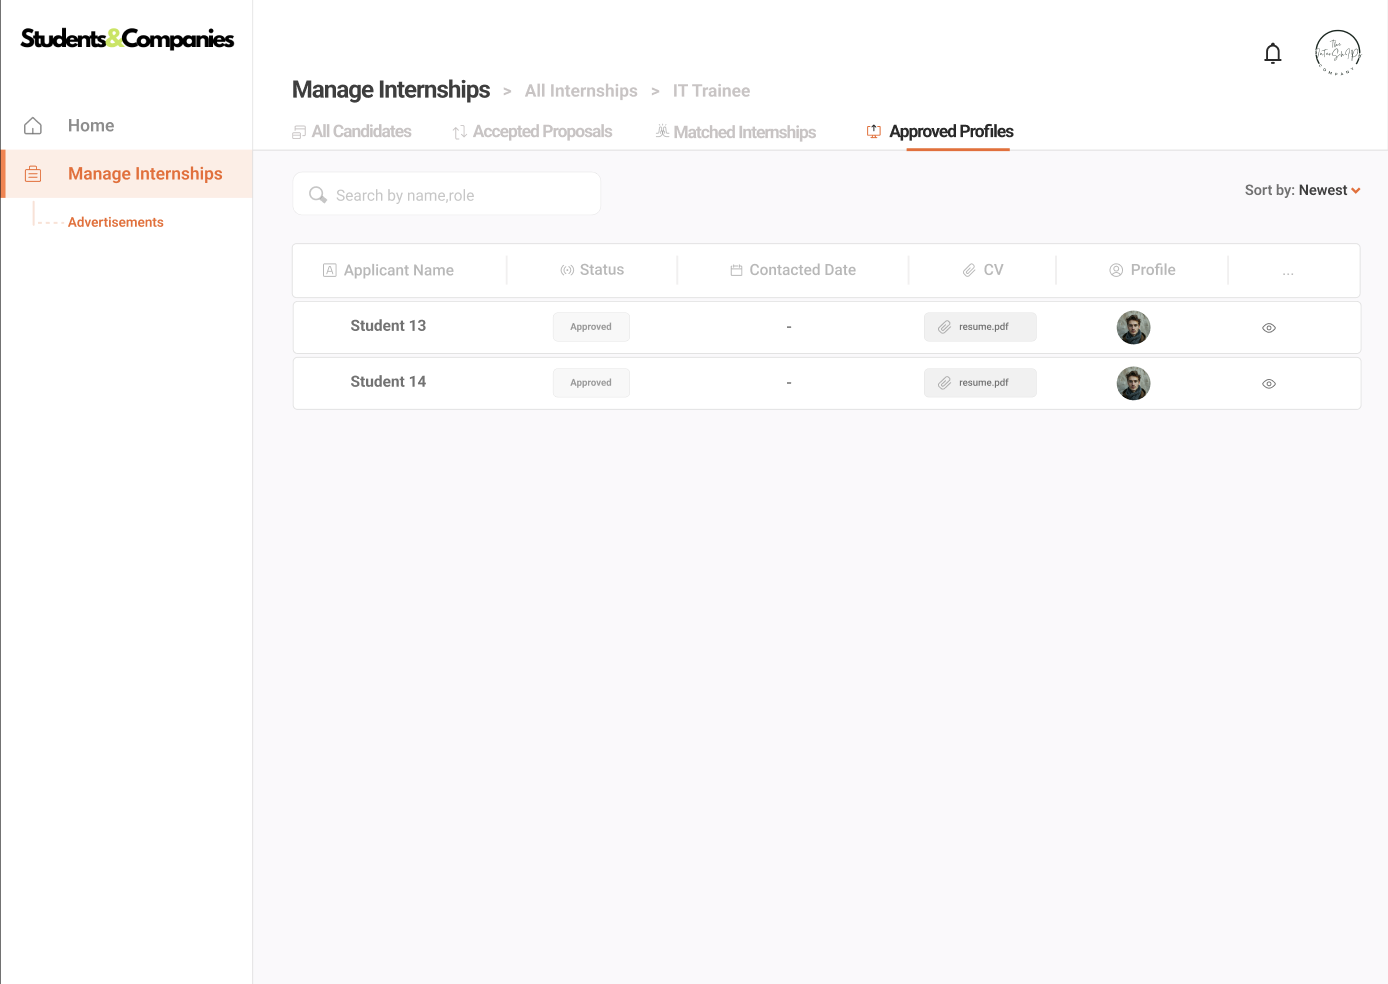 Students&Companies
Home
Manage Internships
Advertisements
Manage Internships > All Internships > IT Trainee
All Candidates Accepted Proposals Matched Internships Approved Profiles
Search by name,role
Sort by: Newest
Applicant Name Status Contacted Date CV Profile ...
Student 13 Approved - resume.pdf
Student 14 Approved - resume.pdf
The
COMPANY